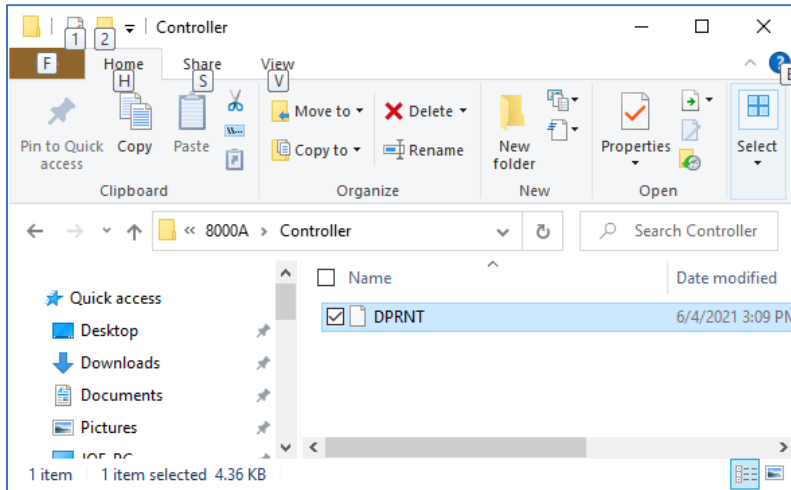 1 2 Controller
F Home Share View
H S V E
Pin to Quick access Copy Paste Move to Delete Copy to Rename New folder Properties Select
Clipboard Organize New Open
« 8000A > Controller Search Controller
Name Date modified
Quick access
DPRNT 6/4/2021 3:09 PM
Desktop
Downloads
Documents
Pictures
1 item 1 item selected 4.36 KB